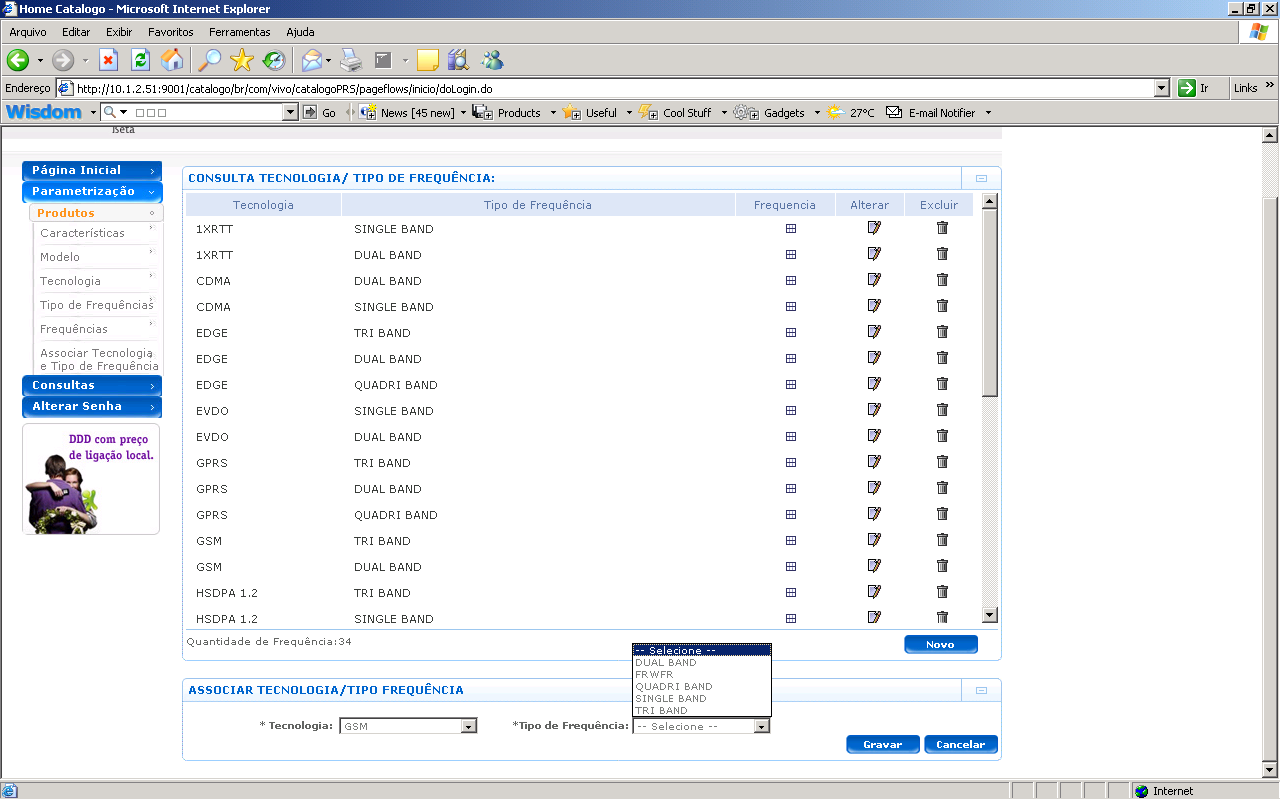 Home Catalogo - Microsoft Internet Explorer
Arquivo Editar Exibir Favoritos Ferramentas Ajuda
Endereço http://10.1.2.51:9001/catalogo/br/com/vivo/catalogoPRS/pageflows/inicio/doLogin.do Ir Links »
Wisdom Go News [45 new] Products Useful Cool Stuff Gadgets 27°C E-mail Notifier
Beta
Página Inicial
Parametrização
Produtos
Características
Modelo
Tecnologia
Tipo de Frequências
Frequências
Associar Tecnologia
e Tipo de Frequência
Consultas
Alterar Senha
DDD com preço
de ligação local.
CONSULTA TECNOLOGIA/ TIPO DE FREQUÊNCIA:
Tecnologia Tipo de Frequência Frequencia Alterar Excluir
1XRTT SINGLE BAND
1XRTT DUAL BAND
CDMA DUAL BAND
CDMA SINGLE BAND
EDGE TRI BAND
EDGE DUAL BAND
EDGE QUADRI BAND
EVDO SINGLE BAND
EVDO DUAL BAND
GPRS TRI BAND
GPRS DUAL BAND
GPRS QUADRI BAND
GSM TRI BAND
GSM DUAL BAND
HSDPA 1.2 TRI BAND
HSDPA 1.2 SINGLE BAND
Quantidade de Frequência:34
Novo
ASSOCIAR TECNOLOGIA/TIPO FREQUÊNCIA
-- Selecione --
DUAL BAND
FRWFR
QUADRI BAND
SINGLE BAND
TRI BAND
* Tecnologia: GSM *Tipo de Frequência: -- Selecione --
Gravar Cancelar
Internet